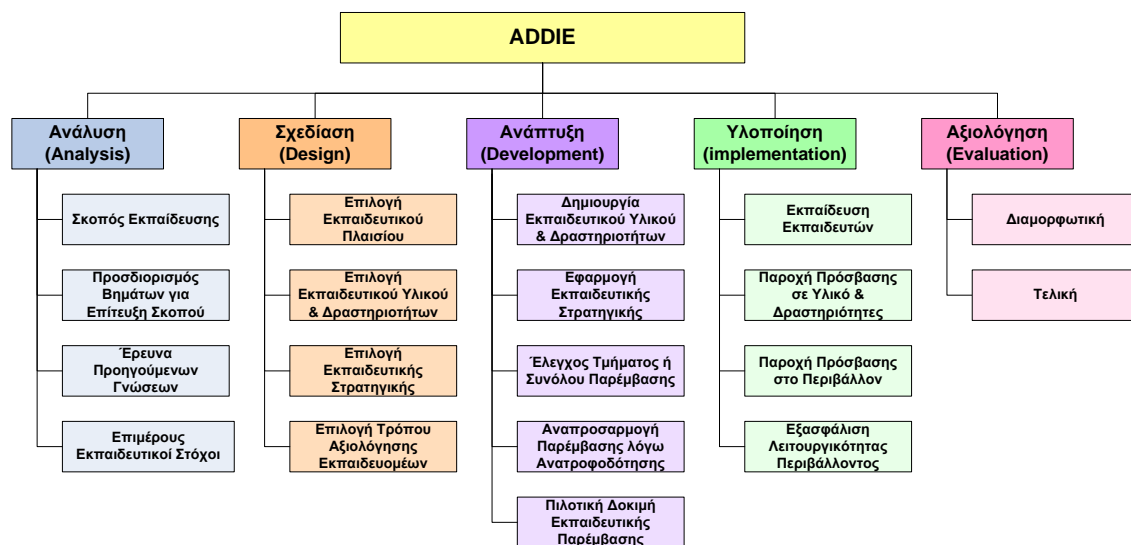 ADDIE
Ανάλυση
(Analysis)
Σκοπός Εκπαίδευσης
Προσδιορισμός
Βημάτων για
Επίτευξη Σκοπού
Έρευνα
Προηγούμενων
Γνώσεων
Επιμέρους
Εκπαιδευτικοί Στόχοι
Σχεδίαση
(Design)
Επιλογή
Εκπαιδευτικού
Πλαισίου
Επιλογή
Εκπαιδευτικού Υλικού
& Δραστηριοτήτων
Επιλογή
Εκπαιδευτικής
Στρατηγικής
Επιλογή Τρόπου
Αξιολόγησης
Εκπαιδευομέων
Ανάπτυξη
(Development)
Δημιουργία
Εκπαιδευτικού Υλικού
& Δραστηριοτήτων
Εφαρμογή
Εκπαιδευτικής
Στρατηγικής
Έλεγχος Τμήματος ή
Συνόλου Παρέμβασης
Αναπροσαρμογή
Παρέμβασης λόγω
Ανατροφοδότησης
Πιλοτική Δοκιμή
Εκπαιδευτικής
Παρέμβασης
Υλοποίηση
(implementation)
Εκπαίδευση
Εκπαιδευτών
Παροχή Πρόσβασης
σε Υλικό &
Δραστηριότητες
Παροχή Πρόσβασης
στο Περιβάλλον
Εξασφάλιση
Λειτουργικότητας
Περιβάλλοντος
Αξιολόγηση
(Evaluation)
Διαμορφωτική
Τελική